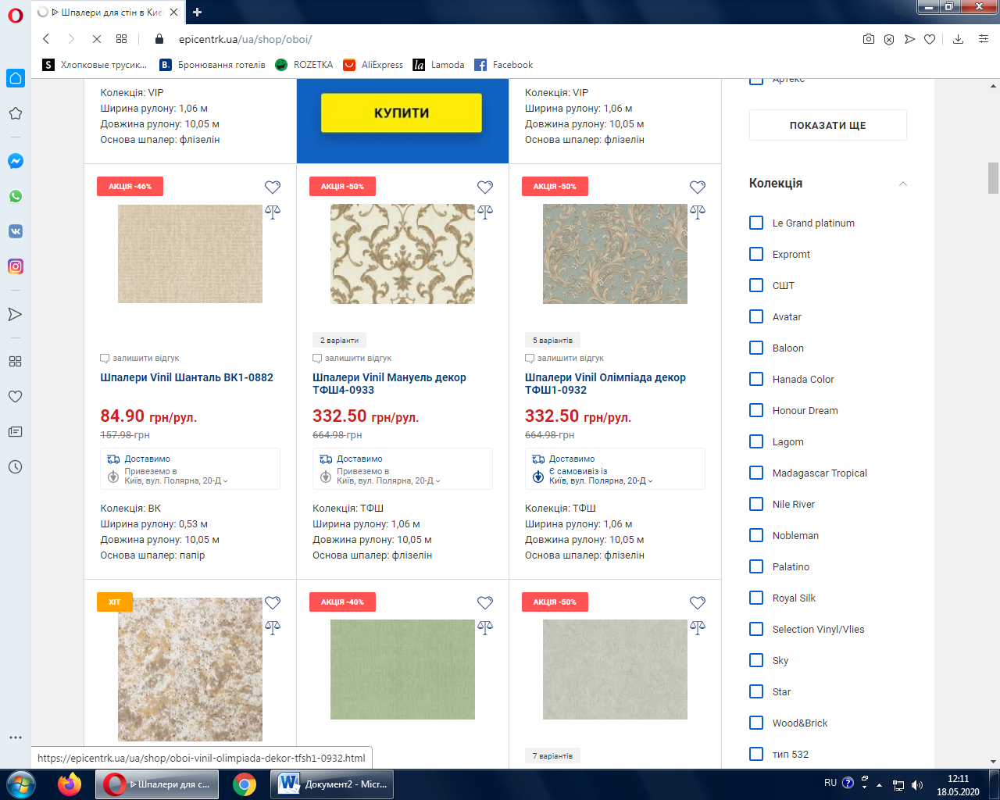 ᐈ Шпалери для стін в Киє
epicentrk.ua/ua/shop/oboi/
Хлопковые трусик...
Бронювання готелів
ROZETKA
AliExpress
Lamoda
Facebook
Колекція: VIP
Ширина рулону: 1,06 м
Довжина рулону: 10,05 м
Основа шпалер: флізелін
КУПИТИ
Колекція: VIP
Ширина рулону: 1,06 м
Довжина рулону: 10,05 м
Основа шпалер: флізелін
Артекс
ПОКАЗАТИ ЩЕ
АКЦІЯ -46%
залишити відгук
Шпалери Vinil Шанталь ВК1-0882
84.90 грн/рул.
157.98 грн
Доставимо
Привеземо в
Київ, вул. Полярна, 20-Д
Колекція: ВК
Ширина рулону: 0,53 м
Довжина рулону: 10,05 м
Основа шпалер: папір
АКЦІЯ -50%
2 варіанти
залишити відгук
Шпалери Vinil Мануель декор
ТФШ4-0933
332.50 грн/рул.
664.98 грн
Доставимо
Привеземо в
Київ, вул. Полярна, 20-Д
Колекція: ТФШ
Ширина рулону: 1,06 м
Довжина рулону: 10,05 м
Основа шпалер: флізелін
АКЦІЯ -50%
5 варіантів
залишити відгук
Шпалери Vinil Олімпіада декор
ТФШ1-0932
332.50 грн/рул.
664.98 грн
Доставимо
Є самовивіз із
Київ, вул. Полярна, 20-Д
Колекція: ТФШ
Ширина рулону: 1,06 м
Довжина рулону: 10,05 м
Основа шпалер: флізелін
ХІТ
АКЦІЯ -40%
АКЦІЯ -50%
7 варіантів
Колекція
Le Grand platinum
Expromt
СШТ
Avatar
Baloon
Hanada Color
Honour Dream
Lagom
Madagascar Tropical
Nile River
Nobleman
Palatino
Royal Silk
Selection Vinyl/Vlies
Sky
Star
Wood&Brick
тип 532
https://epicentrk.ua/ua/shop/oboi-vinil-olimpiada-dekor-tfsh1-0932.html
ᐈ Шпалери для с...
Документ2 - Micr...
RU
12:11
18.05.2020